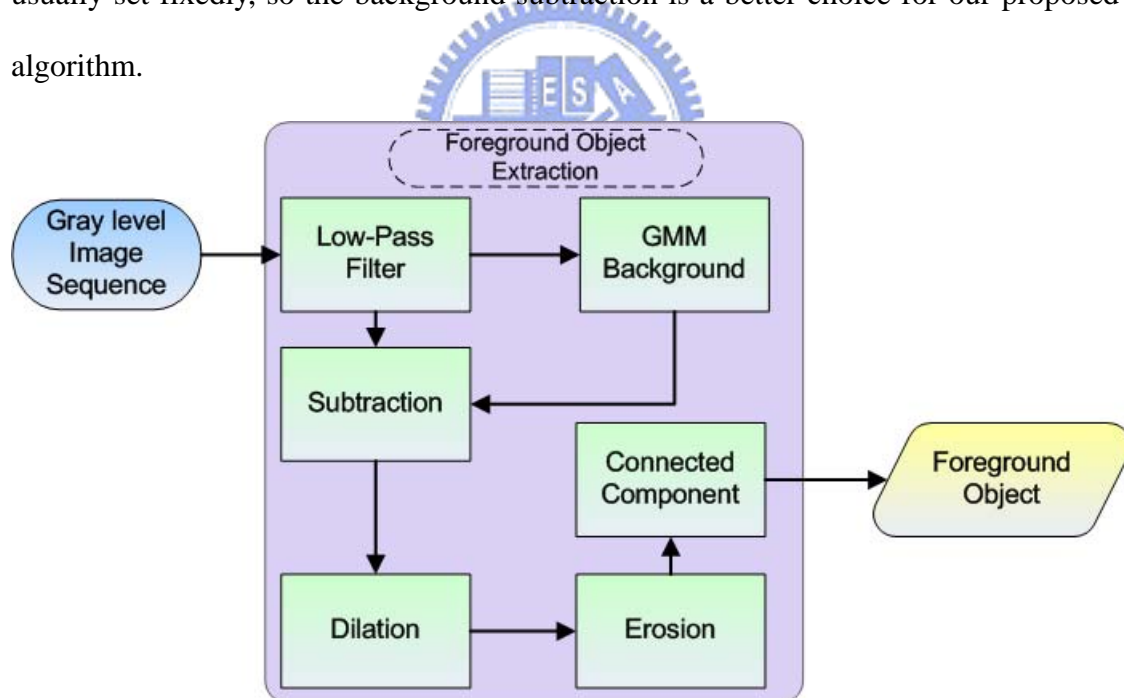 usually set fixedly, so the background subtraction is a better choice for our proposed
algorithm.
E S A
Foreground Object
Extraction
Gray level
Image
Sequence
Low-Pass
Filter
GMM
Background
Subtraction
Connected
Component
Foreground
Object
Dilation
Erosion